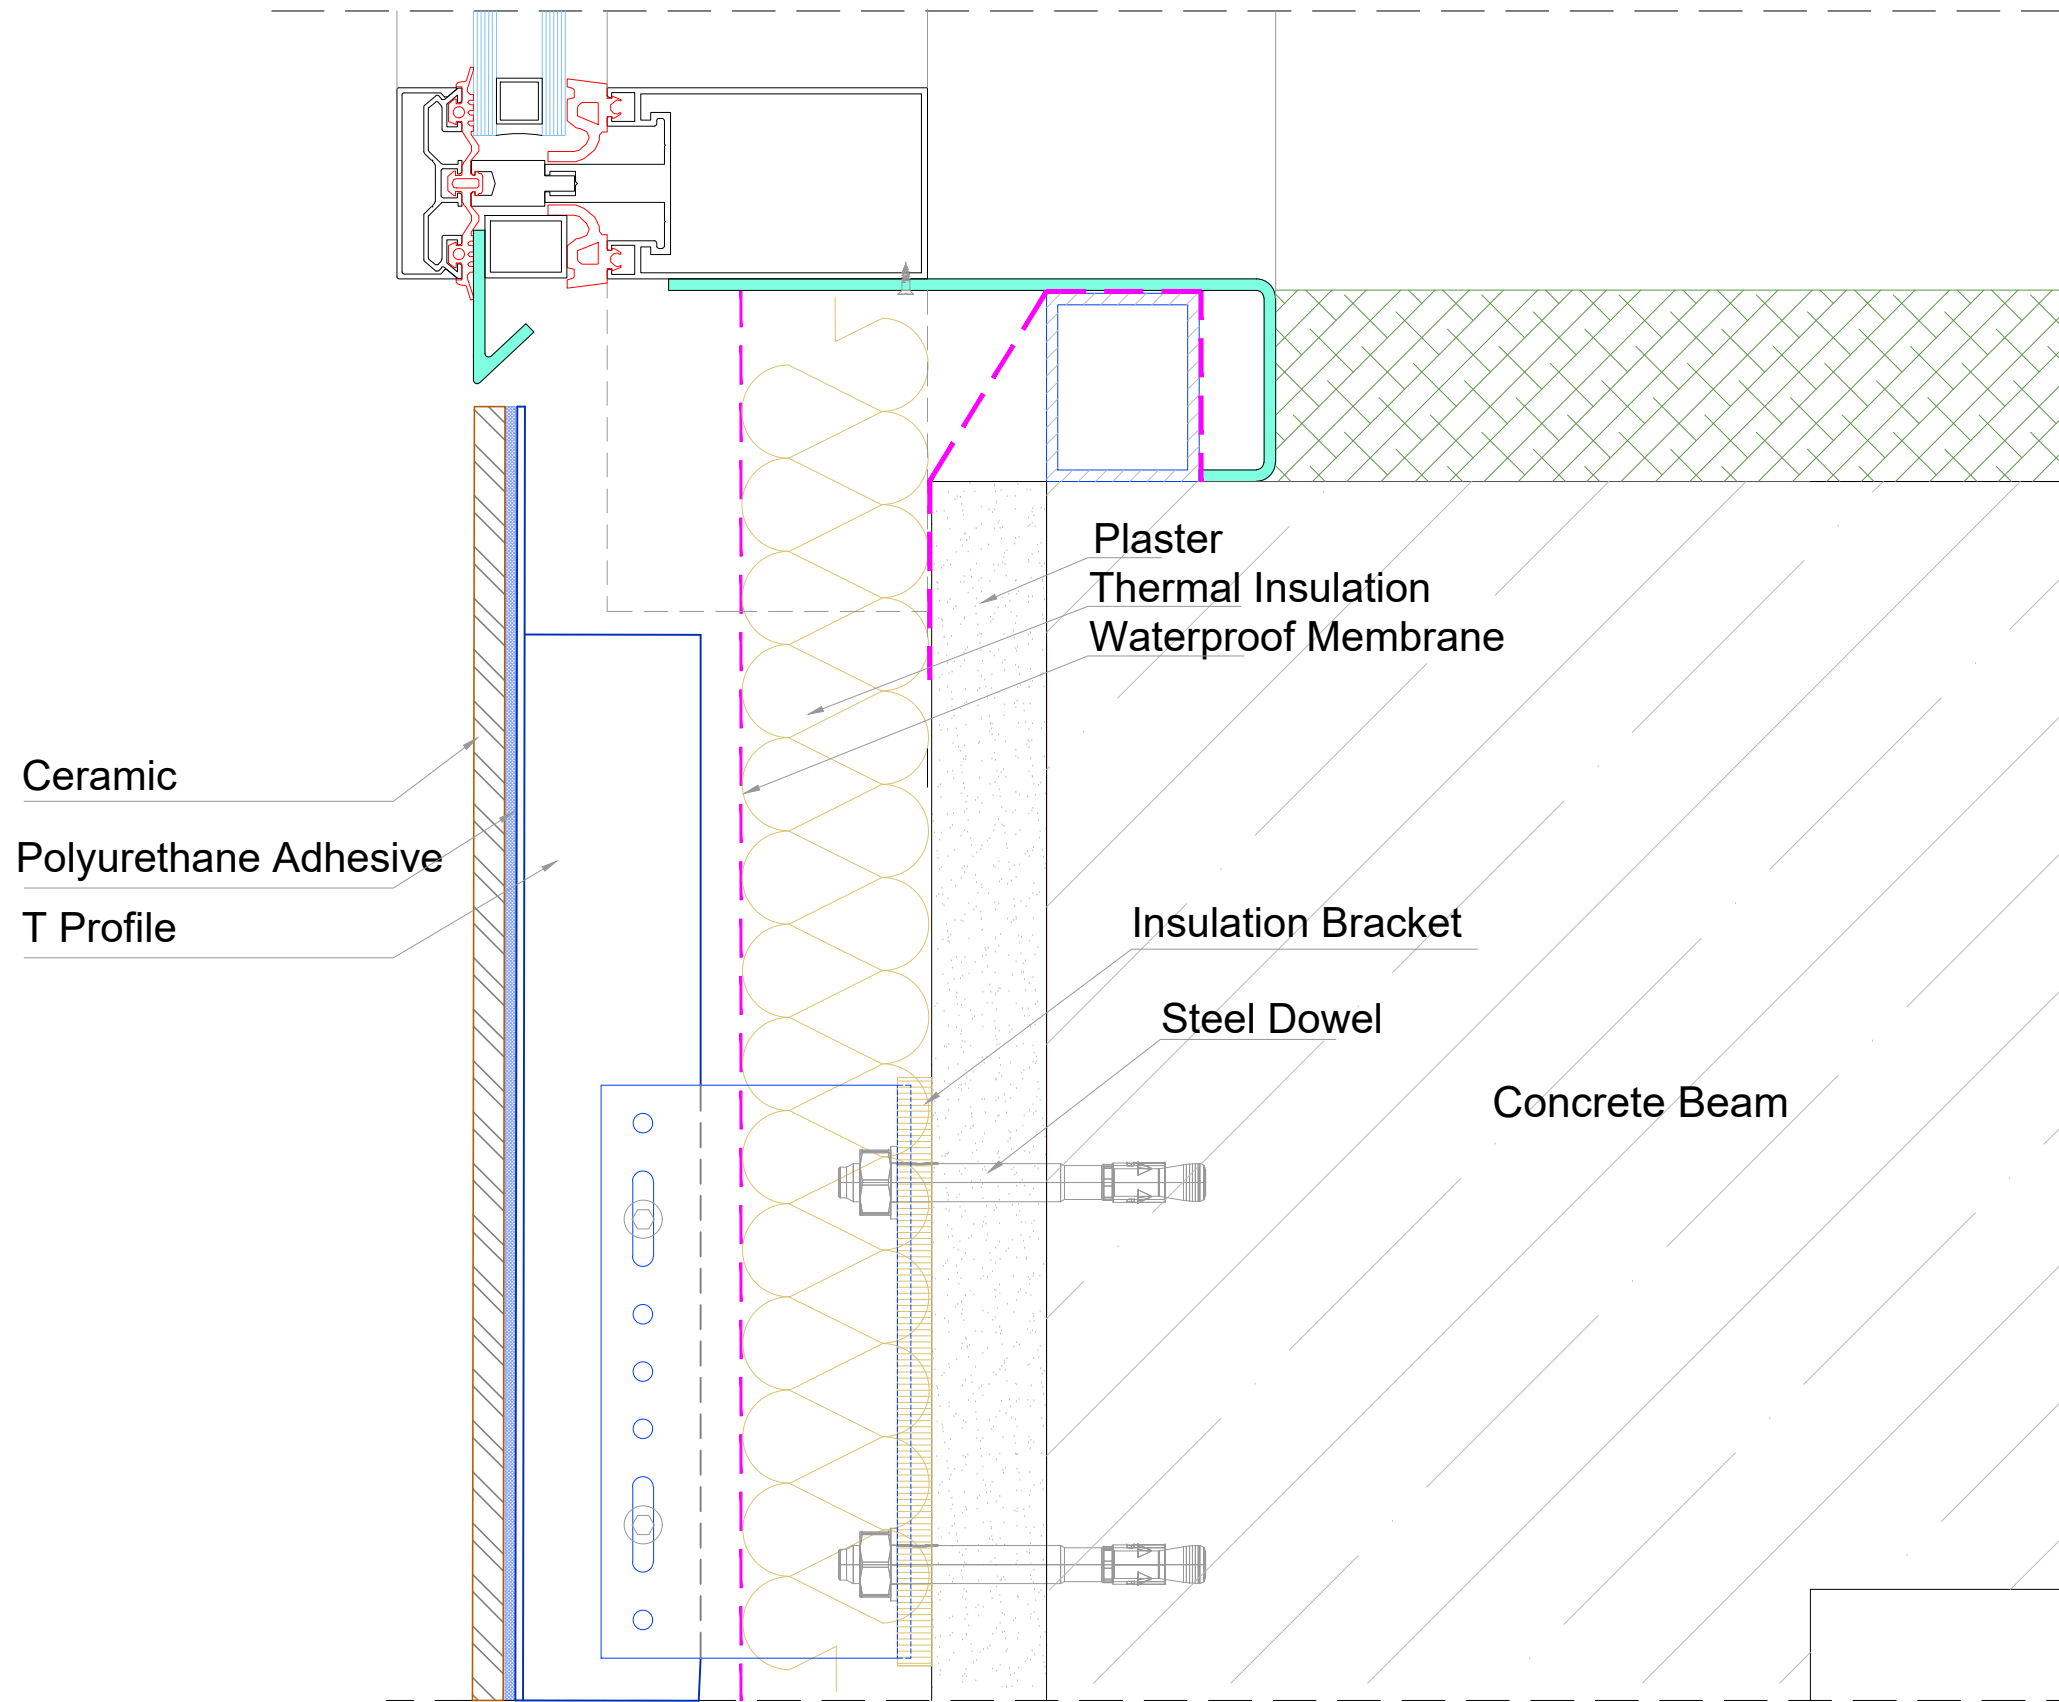 Plaster
Thermal Insulation
Waterproof Membrane
Ceramic
Polyurethane Adhesive
T Profile
Insulation Bracket
Steel Dowel
Concrete Beam